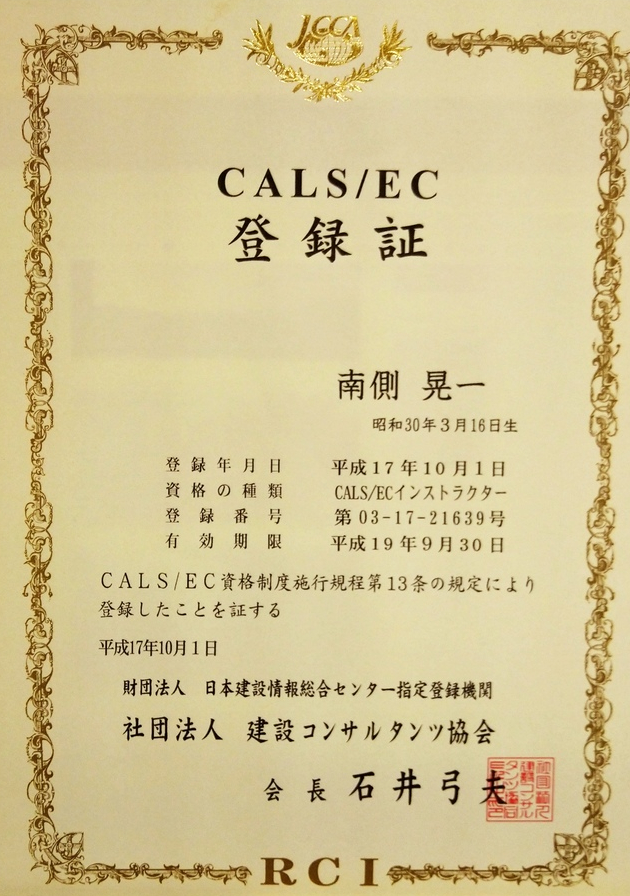 JCCA
CALS/EC
登録証
南側 晃一
昭和30年3月16日生
登録年月日 平成17年10月1日
資格の種類 CALS/ECインストラクター
登録番号 第03-17-21639号
有効期限 平成19年9月30日
CALS/EC資格制度施行規程第13条の規定により
登録したことを証する
平成17年10月1日
財団法人 日本建設情報総合センター指定登録機関
社団法人 建設コンサルタンツ協会
会長 石井弓夫
RCI